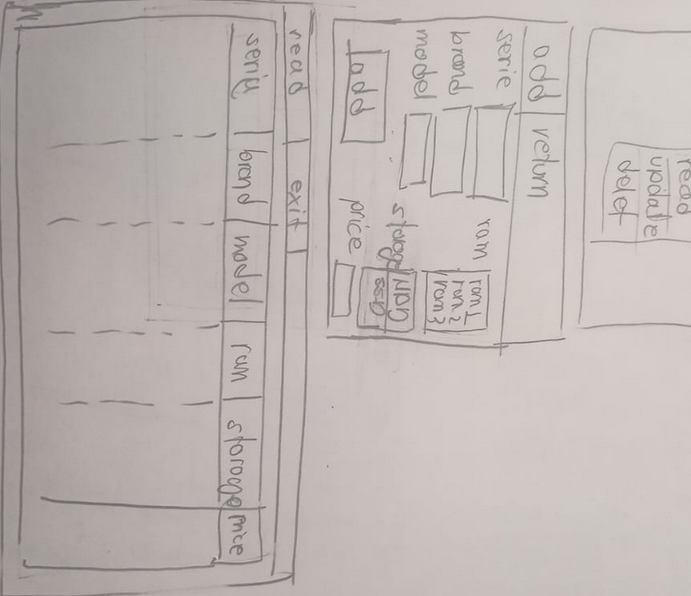 read
update
delet
add return
serie
brand
model
add
ram
ram 1
ram 2
ram 3
storage
SSD
price
read exit
brand model ram storage price